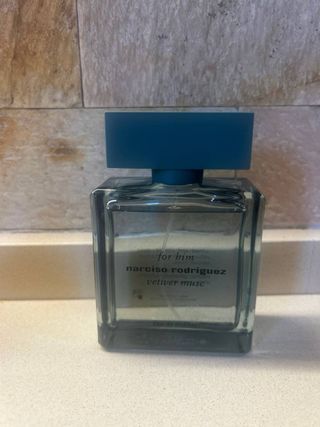 for him
narciso rodriguez
vetiver musc